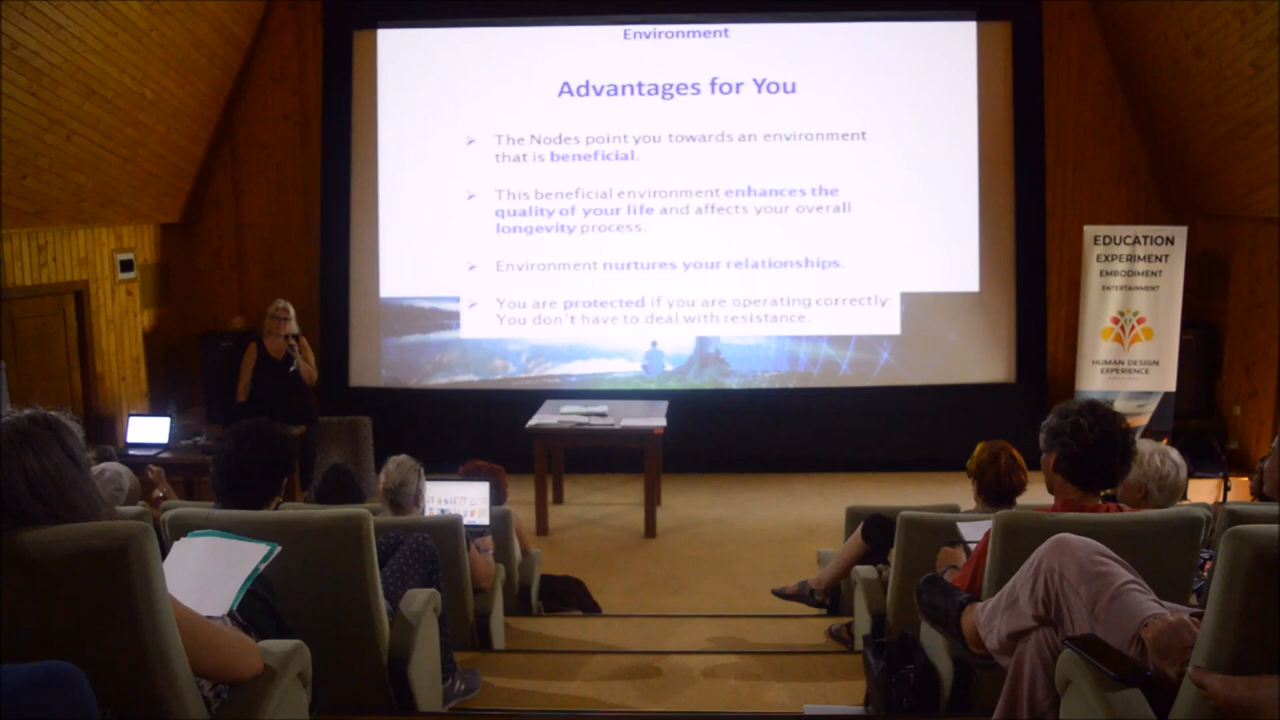 Environment
Advantages for You
➢ The Nodes point you towards an environment
that is beneficial.
➢ This beneficial environment enhances the
quality of your life and affects your overall
longevity process.
➢ Environment nurtures your relationships.
➢ You are protected if you are operating correctly:
You don't have to deal with resistance.
EDUCATION
EXPERIMENT
EMBODIMENT
ENTERTAINMENT
HUMAN DESIGN
EXPERIENCE